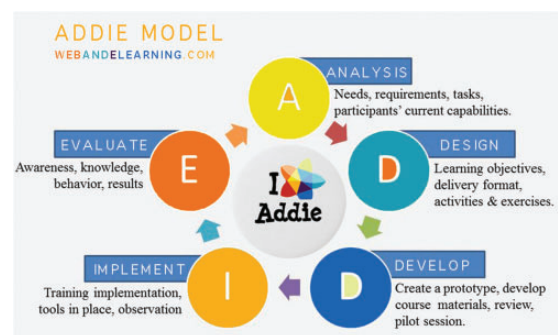 ADDIE MODEL
WEBANDELEARNING.COM
A
ANALYSIS
Needs, requirements, tasks,
participants' current capabilities.
D
DESIGN
Learning objectives,
delivery format,
activities & exercises.
D
DEVELOP
Create a prototype, develop
course materials, review,
pilot session.
I
IMPLEMENT
Training implementation,
tools in place, observation
E
EVALUATE
Awareness, knowledge,
behavior, results
I
Addie